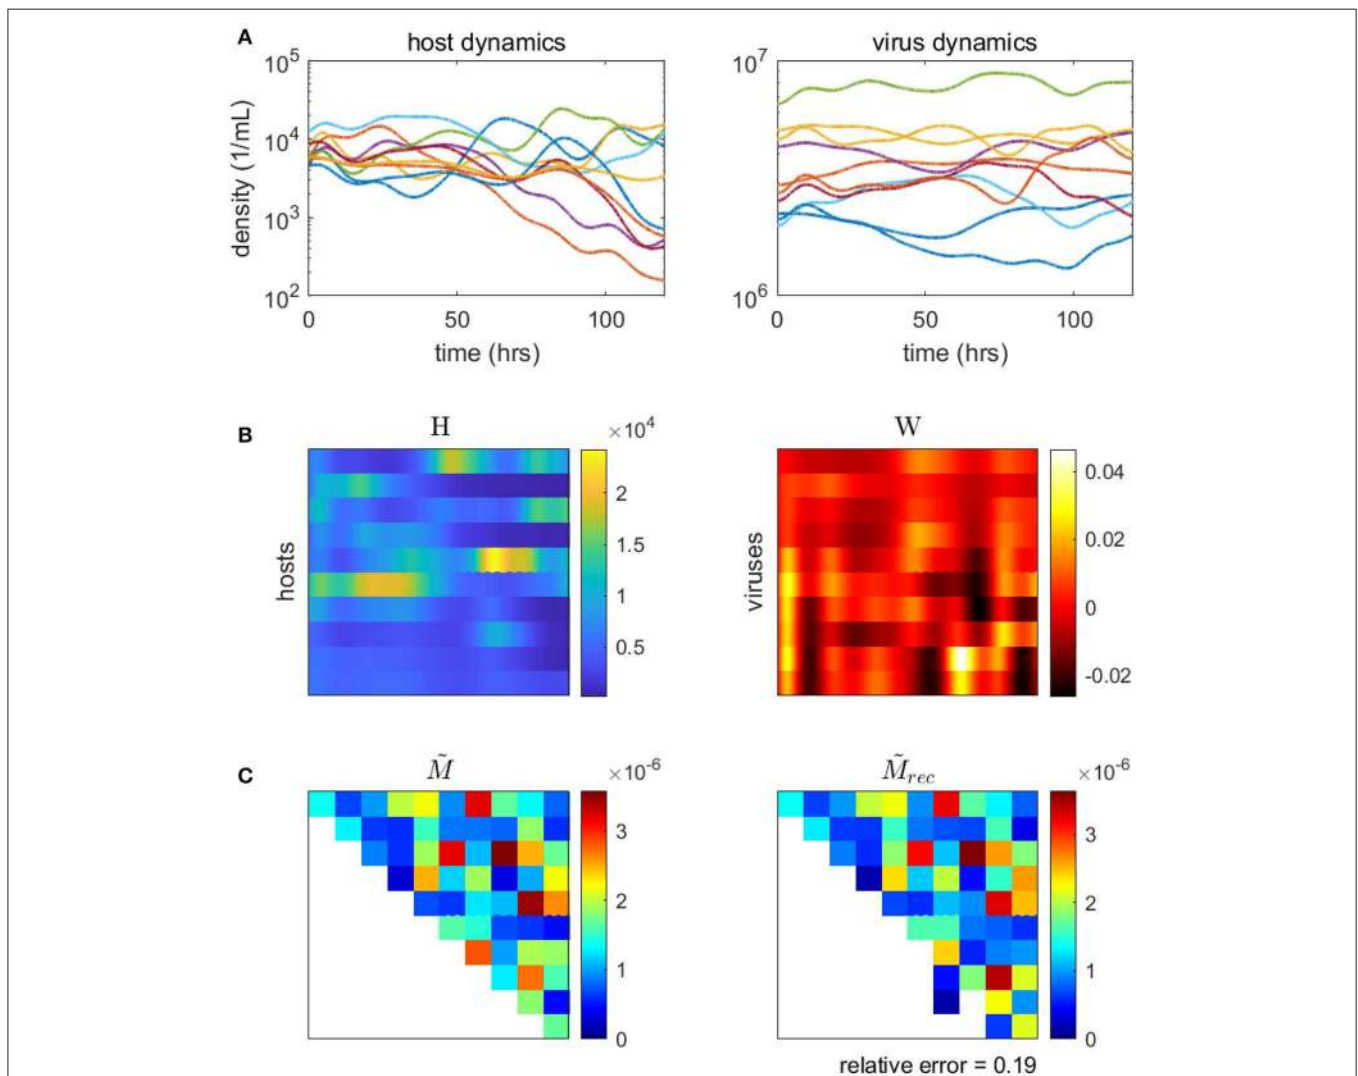 A
host dynamics
virus dynamics
10^5
10^4
10^3
10^2
density (1/mL)
0
50
100
time (hrs)
10^7
10^6
0
50
100
time (hrs)
B
H
×10^4
W
hosts
2
1.5
1
0.5
viruses
0.04
0.02
0
-0.02
C
M̃
×10^-6
M̃_rec
×10^-6
3
2
1
0
3
2
1
0
relative error = 0.19